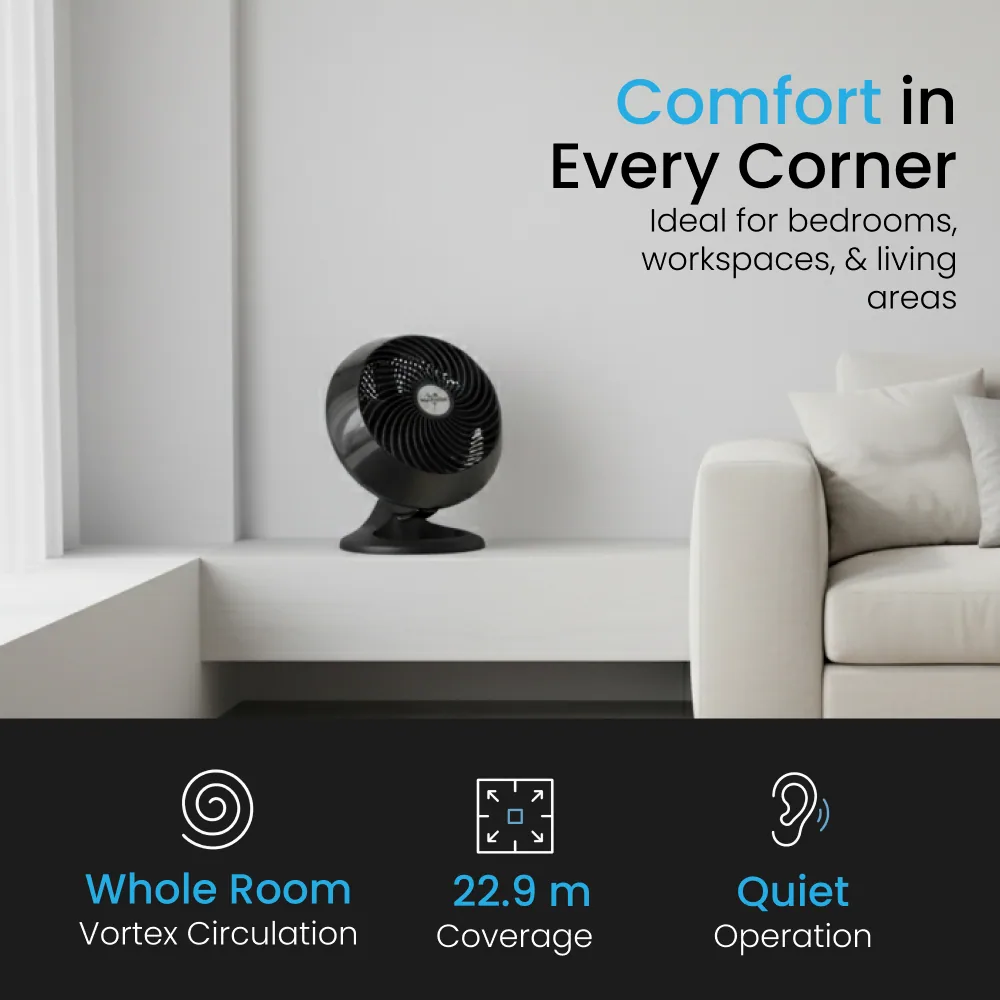 Comfort in
Every Corner
Ideal for bedrooms,
workspaces, & living
areas
Whole Room
Vortex Circulation
22.9 m
Coverage
Quiet
Operation